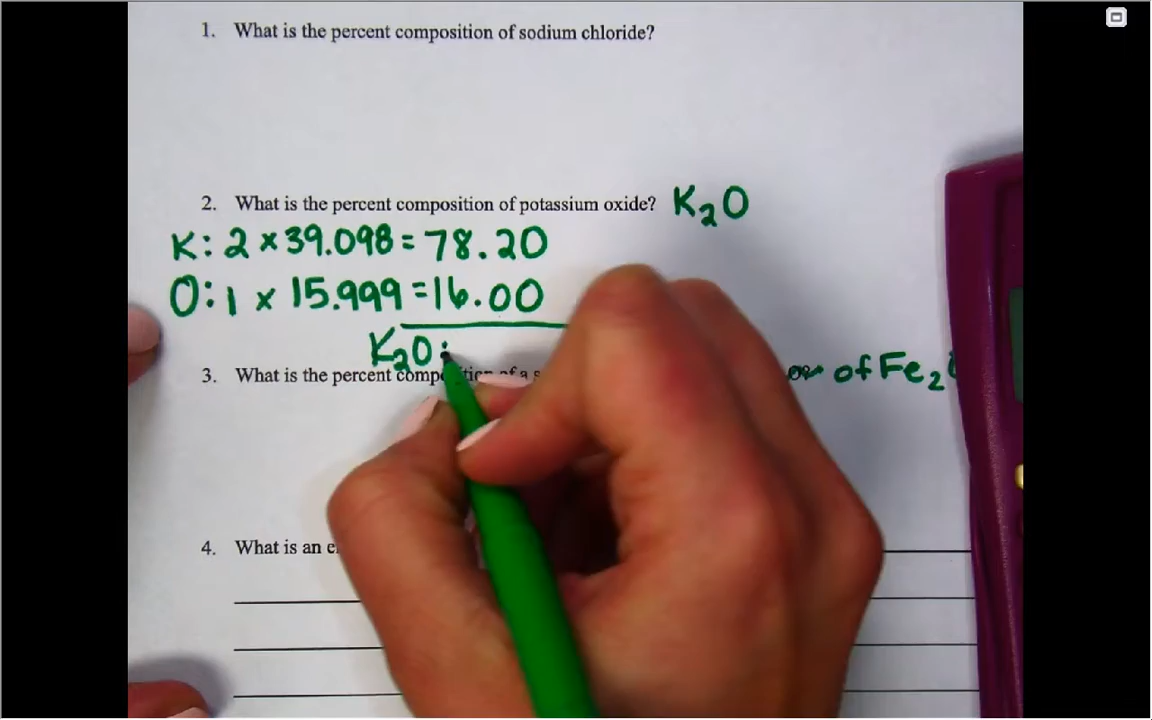 1. What is the percent composition of sodium chloride?
2. What is the percent composition of potassium oxide? K₂O
K: 2 × 39.098 = 78.20
O: 1 × 15.999 = 16.00
K₂O:
3. What is the percent of a of Fe₂
4. What is an